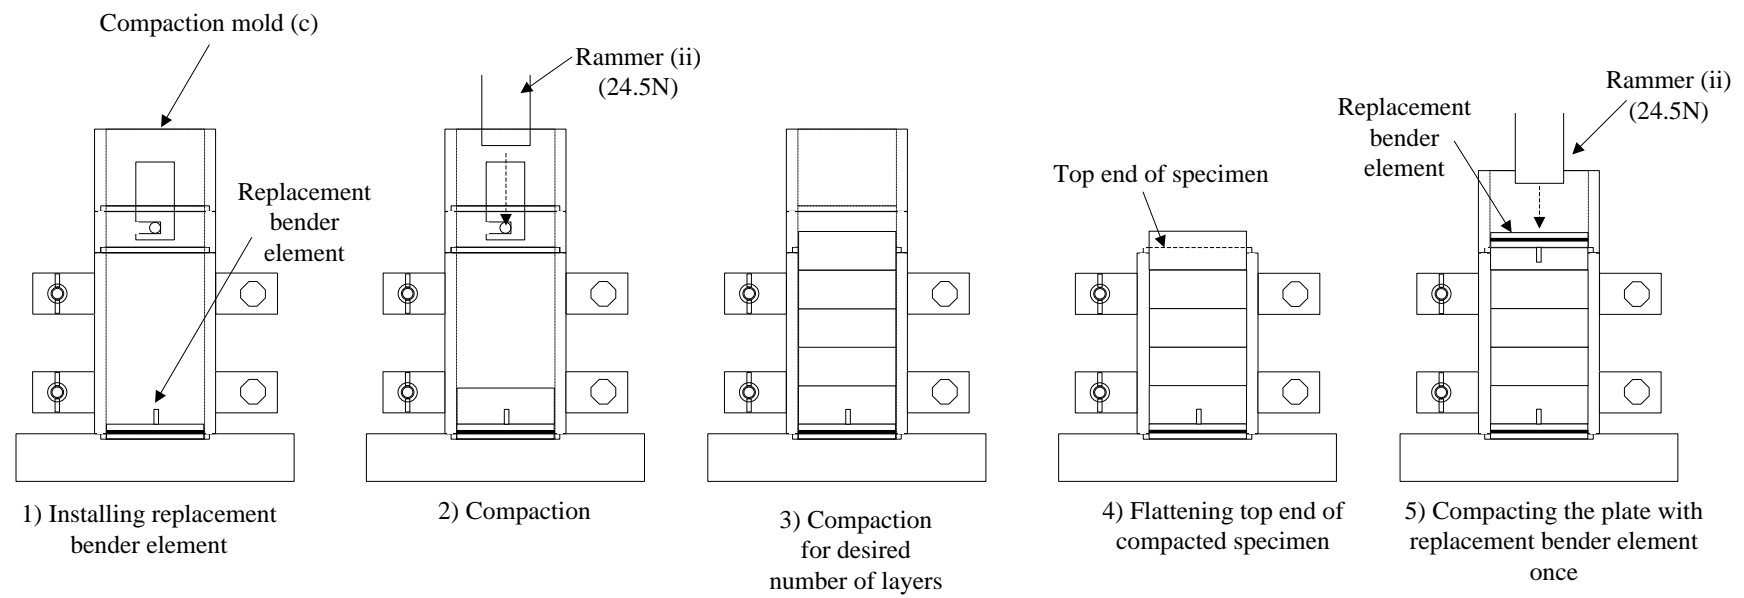 Compaction mold (c)
Replacement
bender
element
1) Installing replacement
bender element
Rammer (ii)
(24.5N)
2) Compaction
3) Compaction
for desired
number of layers
Top end of specimen
4) Flattening top end of
compacted specimen
Replacement
bender
element
Rammer (ii)
(24.5N)
5) Compacting the plate with
replacement bender element
once